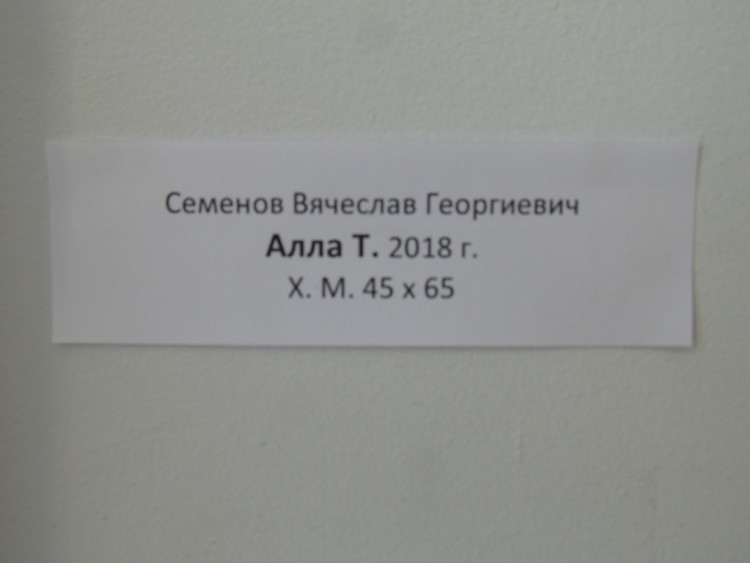 Семенов Вячеслав Георгиевич
Алла Т. 2018 г.
Х. М. 45 х 65